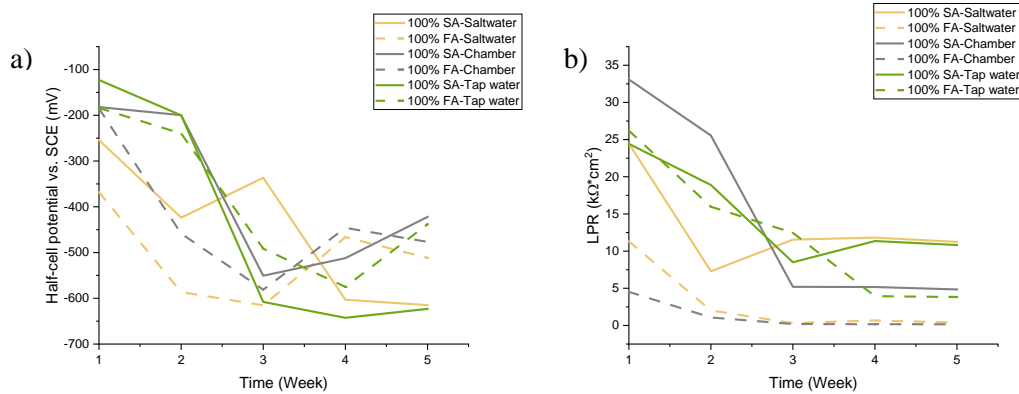 a)
100% SA-Saltwater
100% FA-Saltwater
100% SA-Chamber
100% FA-Chamber
100% SA-Tap water
100% FA-Tap water
Half-cell potential vs. SCE (mV)
-100
-200
-300
-400
-500
-600
-700
1 2 3 4 5
Time (Week)
b)
100% SA-Saltwater
100% FA-Saltwater
100% SA-Chamber
100% FA-Chamber
100% SA-Tap water
100% FA-Tap water
LPR (kΩ*cm2)
35
30
25
20
15
10
5
0
1 2 3 4 5
Time (Week)